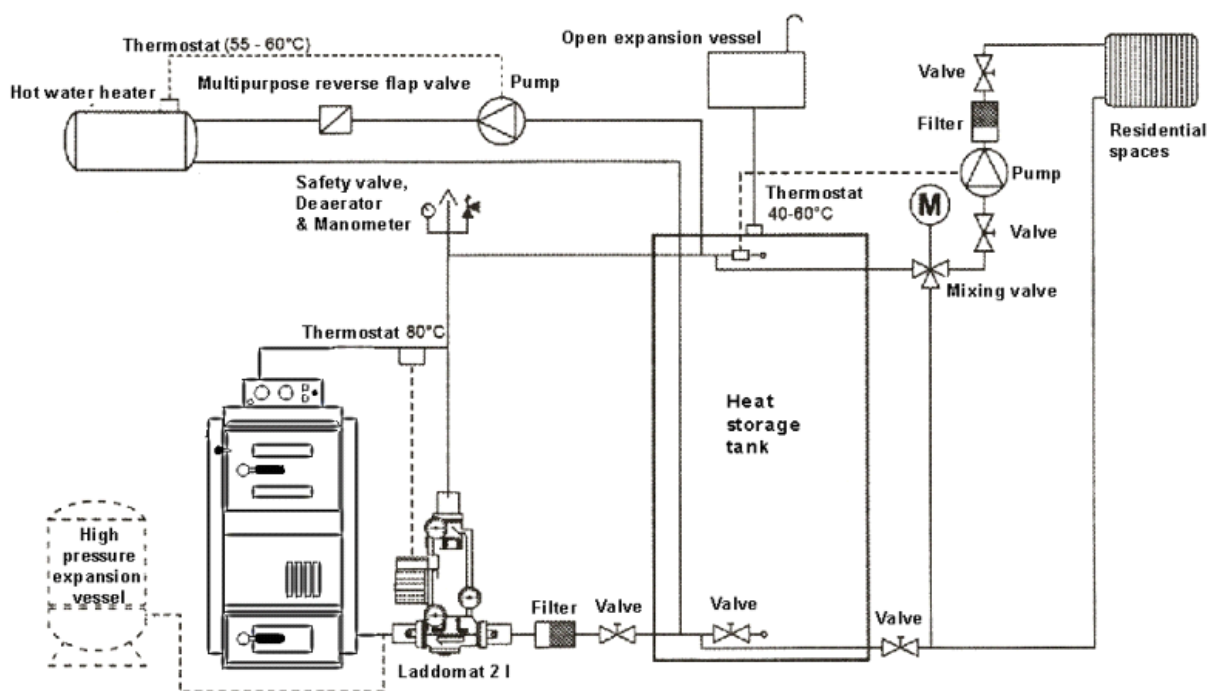 Thermostat (55 - 60°C)
Hot water heater
Multipurpose reverse flap valve
Pump
Open expansion vessel
Valve
Filter
Residential
spaces
Pump
Safety valve,
Deaerator
& Manometer
Thermostat
40-60°C
M
Valve
Mixing valve
Thermostat 80°C
Heat
storage
tank
High
pressure
expansion
vessel
Filter
Valve
Valve
Valve
Laddomat 2 I